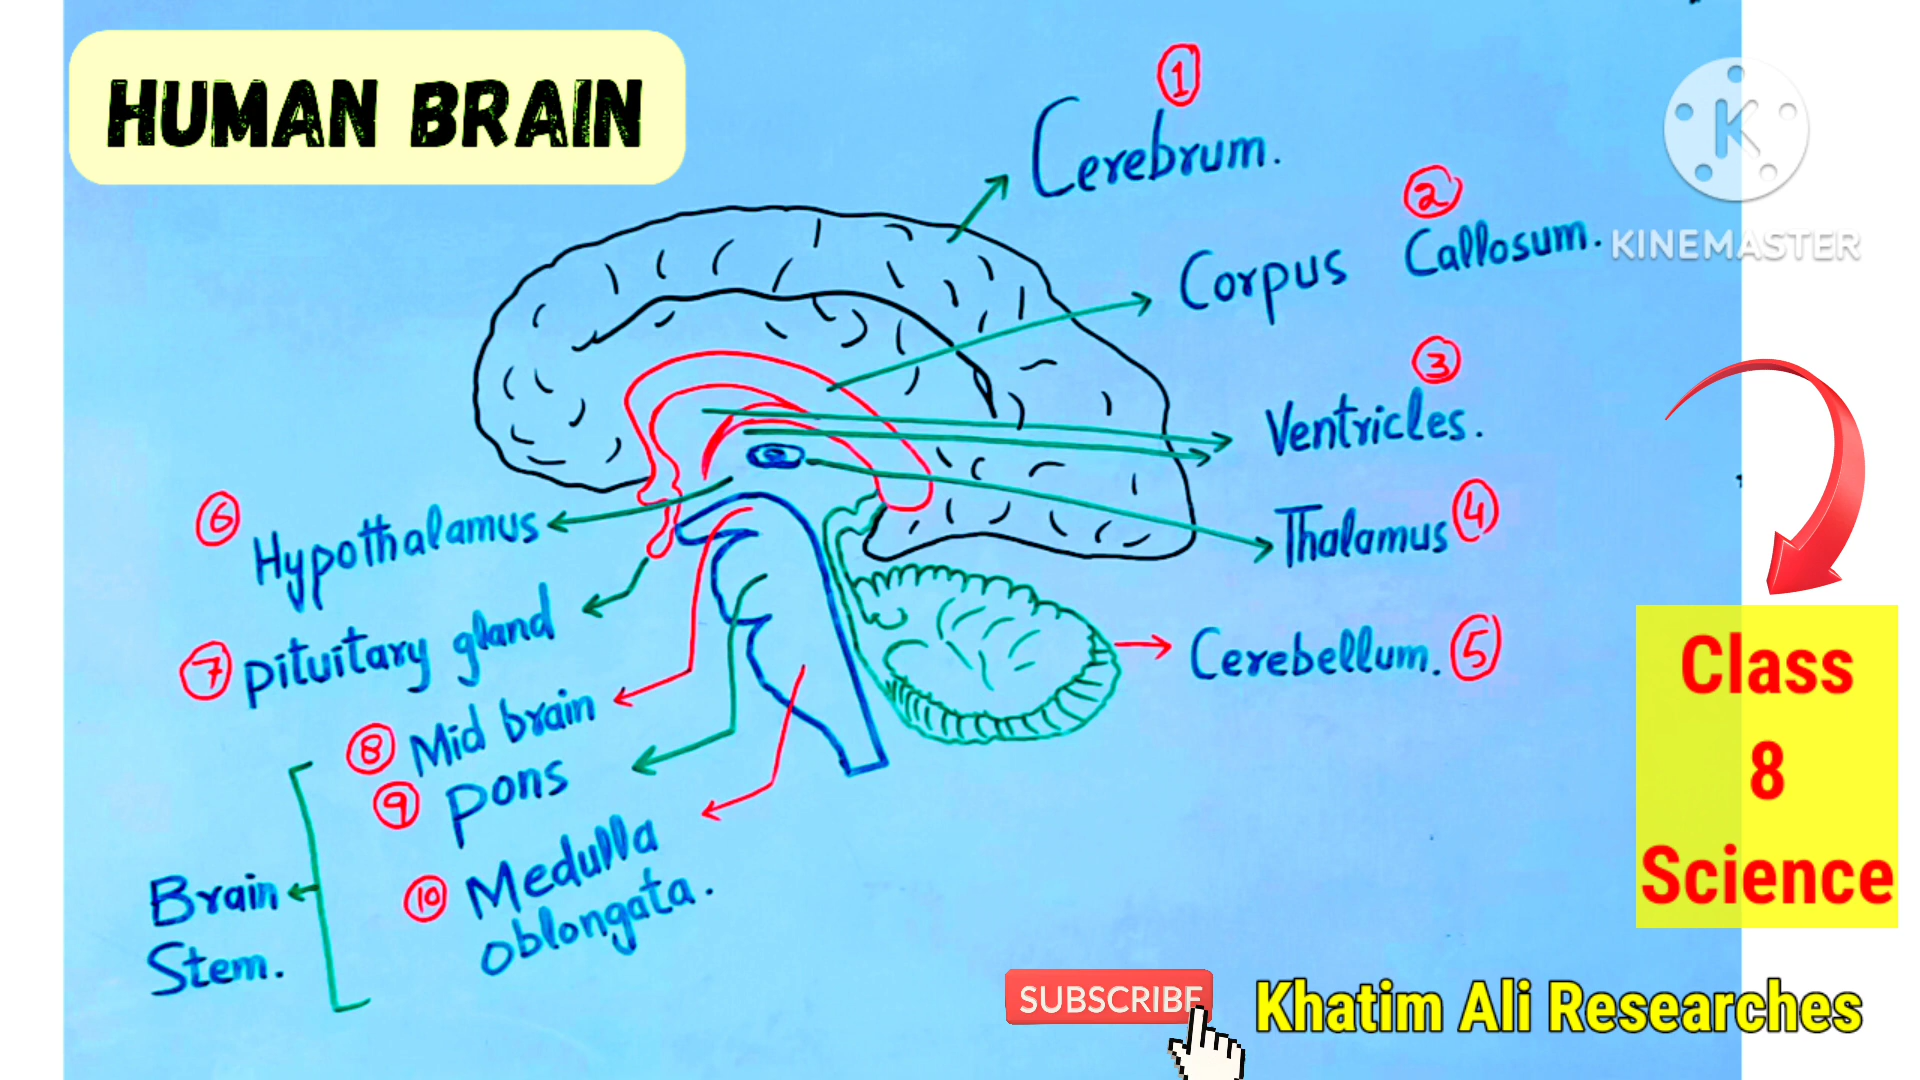 HUMAN BRAIN
1
Cerebrum.
2
Corpus Callosum.
K
KINEMASTER
3
Ventricles.
Thalamus 4
Cerebellum. 5
6
Hypothalamus
7 pituitary gland
8 Mid brain
9 pons
10 Medulla
oblongata.
Brain
Stem.
Class
8
Science
SUBSCRIBE
Khatim Ali Researches